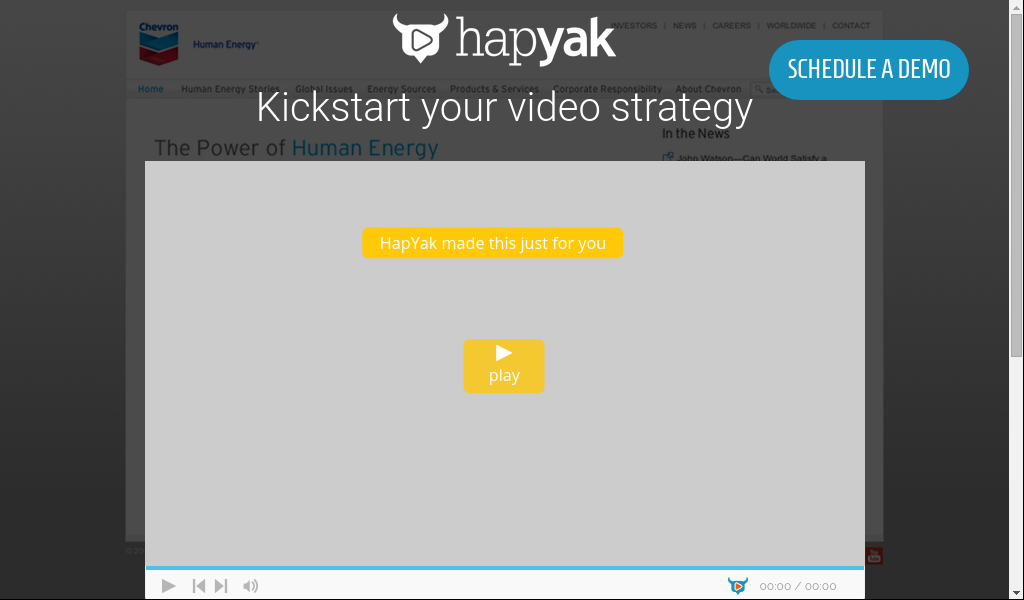 Chevron
Human Energy
hapyak
INVESTORS | NEWS | CAREERS | WORLDWIDE | CONTACT
SCHEDULE A DEMO
Home Human Energy Stories Global Issues Energy Sources Products & Services Corporate Responsibility About Chevron
Kickstart your video strategy
In the News
The Power of Human Energy
John Watson—Can World Satisfy a
HapYak made this just for you
play
You
Tube
00:00 / 00:00